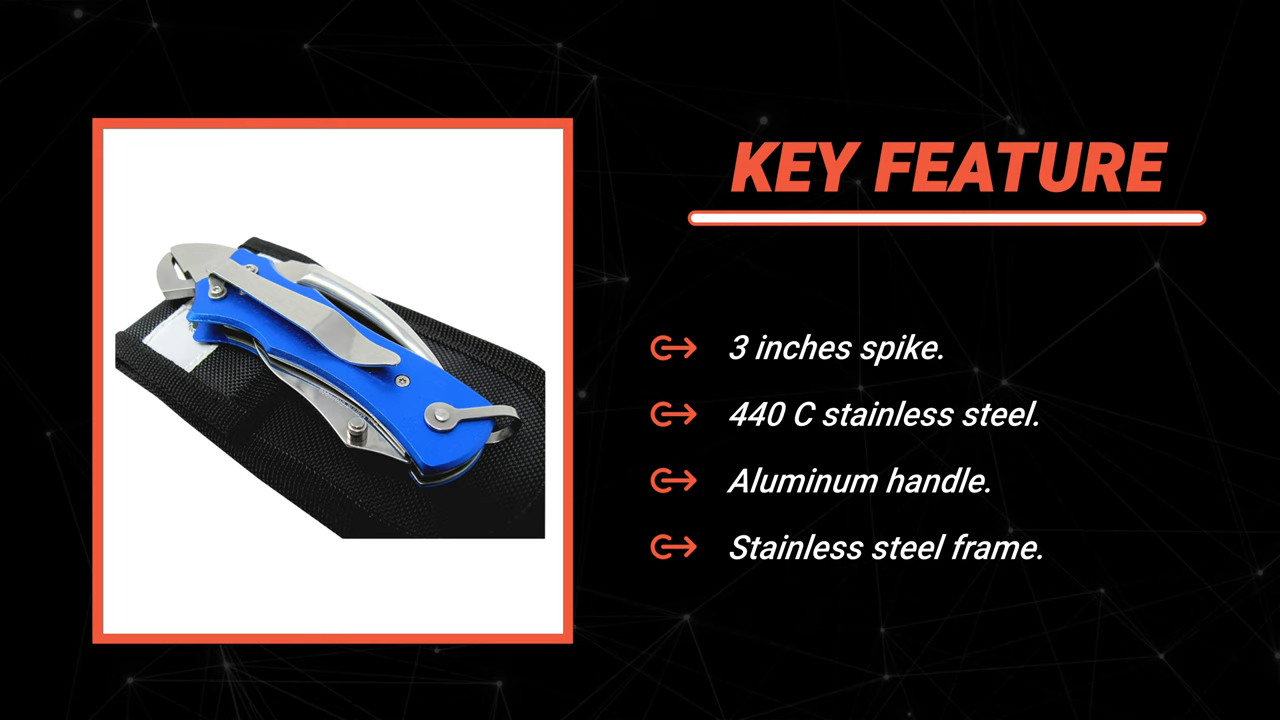 KEY FEATURE
3 inches spike.
440 C stainless steel.
Aluminum handle.
Stainless steel frame.